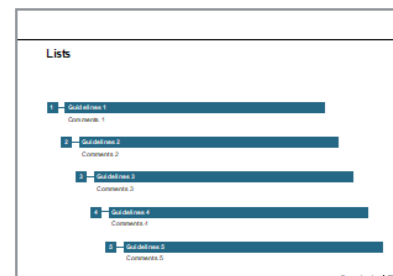 Lists
1 Guidelines 1
Comments 1
2 Guidelines 2
Comments 2
3 Guidelines 3
Comments 3
4 Guidelines 4
Comments 4
5 Guidelines 5
Comments 5